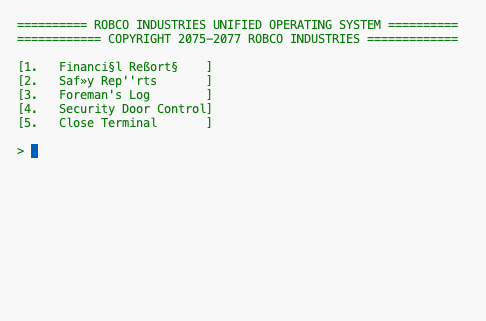 ========== ROBCO INDUSTRIES UNIFIED OPERATING SYSTEM ==========
============ COPYRIGHT 2075-2077 ROBCO INDUSTRIES =============
[1.   Financi§l Reßort§    ]
[2.   Saf»y Rep''rts       ]
[3.   Foreman's Log        ]
[4.   Security Door Control]
[5.   Close Terminal       ]
>